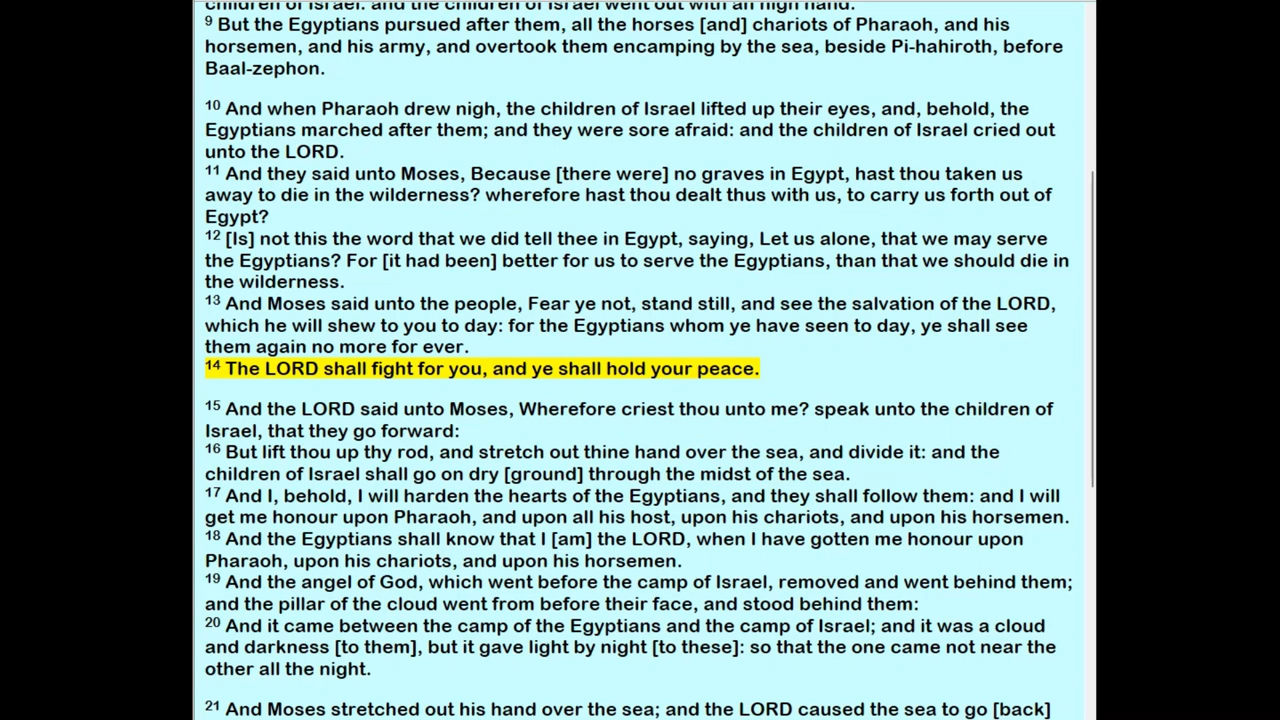 children of Israel: and the children of Israel went out with an high hand.
9 But the Egyptians pursued after them, all the horses [and] chariots of Pharaoh, and his
horsemen, and his army, and overtook them encamping by the sea, beside Pi-hahiroth, before
Baal-zephon.
10 And when Pharaoh drew nigh, the children of Israel lifted up their eyes, and, behold, the
Egyptians marched after them; and they were sore afraid: and the children of Israel cried out
unto the LORD.
11 And they said unto Moses, Because [there were] no graves in Egypt, hast thou taken us
away to die in the wilderness? wherefore hast thou dealt thus with us, to carry us forth out of
Egypt?
12 [Is] not this the word that we did tell thee in Egypt, saying, Let us alone, that we may serve
the Egyptians? For [it had been] better for us to serve the Egyptians, than that we should die in
the wilderness.
13 And Moses said unto the people, Fear ye not, stand still, and see the salvation of the LORD,
which he will shew to you to day: for the Egyptians whom ye have seen to day, ye shall see
them again no more for ever.
14 The LORD shall fight for you, and ye shall hold your peace.
15 And the LORD said unto Moses, Wherefore criest thou unto me? speak unto the children of
Israel, that they go forward:
16 But lift thou up thy rod, and stretch out thine hand over the sea, and divide it: and the
children of Israel shall go on dry [ground] through the midst of the sea.
17 And I, behold, I will harden the hearts of the Egyptians, and they shall follow them: and I will
get me honour upon Pharaoh, and upon all his host, upon his chariots, and upon his horsemen.
18 And the Egyptians shall know that I [am] the LORD, when I have gotten me honour upon
Pharaoh, upon his chariots, and upon his horsemen.
19 And the angel of God, which went before the camp of Israel, removed and went behind them;
and the pillar of the cloud went from before their face, and stood behind them:
20 And it came between the camp of the Egyptians and the camp of Israel; and it was a cloud
and darkness [to them], but it gave light by night [to these]: so that the one came not near the
other all the night.
21 And Moses stretched out his hand over the sea; and the LORD caused the sea to go [back]